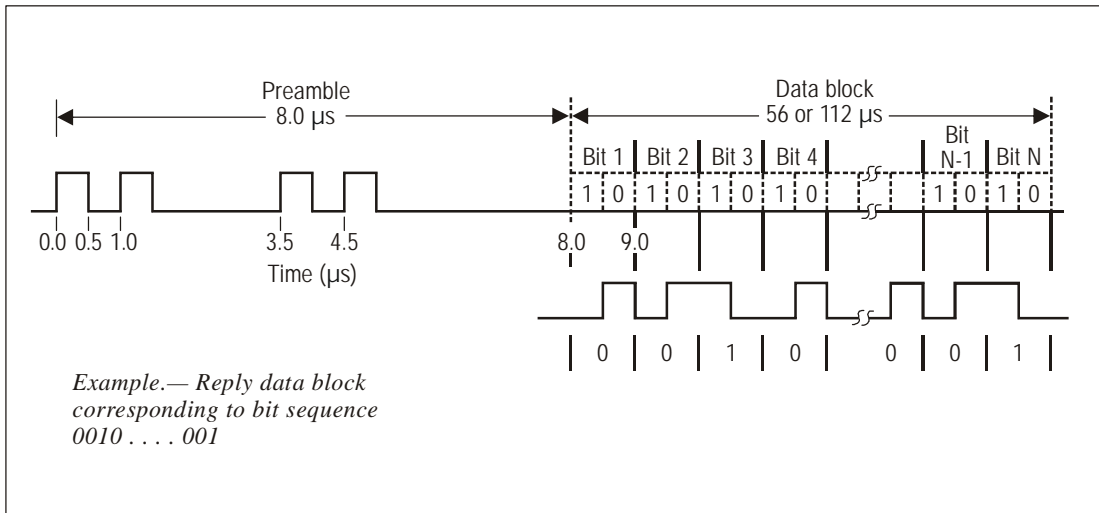 Preamble
8.0 µs
Data block
56 or 112 µs
Bit 1 Bit 2 Bit 3 Bit 4 Bit N-1 Bit N
1 0 1 0 1 0 1 0 1 0 1 0
0.0 0.5 1.0 3.5 4.5 8.0 9.0
Time (µs)
0 0 1 0 0 0 1
Example.— Reply data block
corresponding to bit sequence
0010 . . . . 001